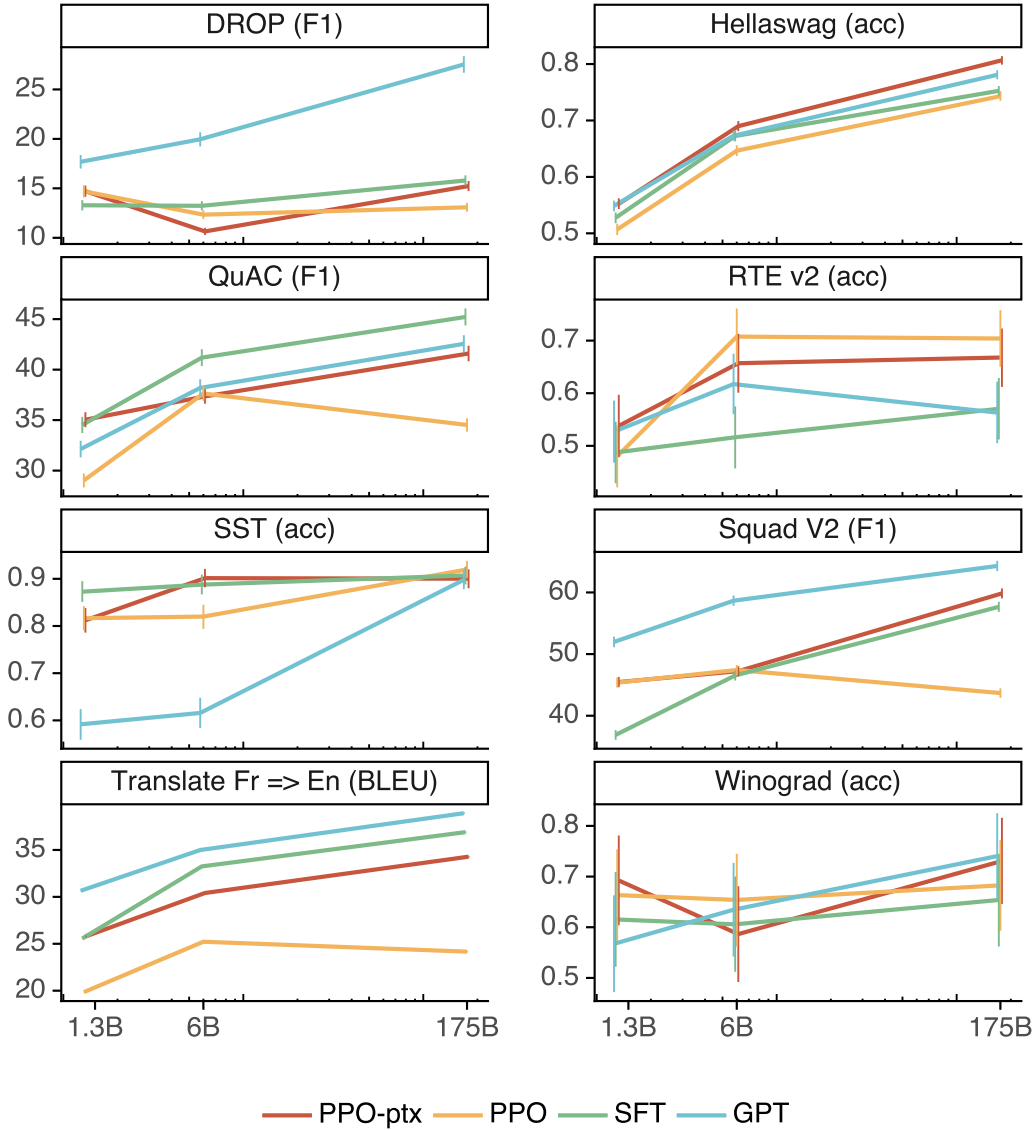 DROP (F1)
25
20
15
10
Hellaswag (acc)
0.8
0.7
0.6
0.5
QuAC (F1)
45
40
35
30
RTE v2 (acc)
0.7
0.6
0.5
SST (acc)
0.9
0.8
0.7
0.6
Squad V2 (F1)
60
50
40
Translate Fr => En (BLEU)
35
30
25
20
1.3B 6B 175B
Winograd (acc)
0.8
0.7
0.6
0.5
1.3B 6B 175B
PPO-ptx PPO SFT GPT